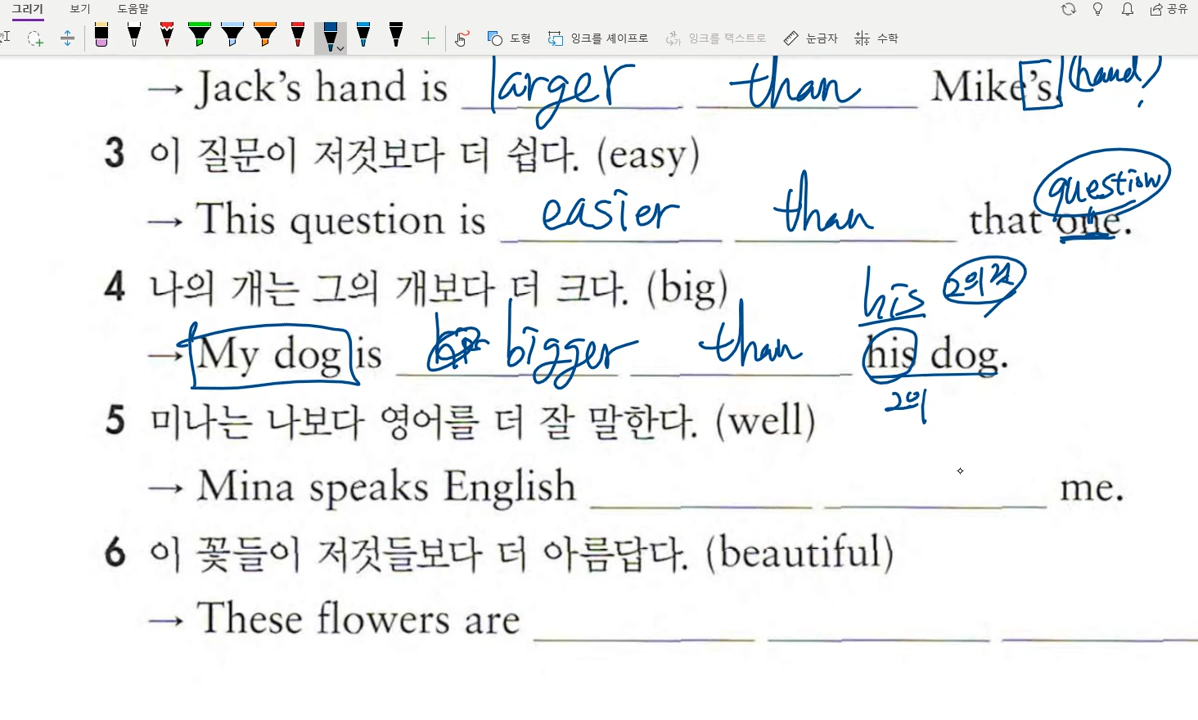 그리기 보기 도움말 공유
도형 잉크를 셰이프로 잉크를 텍스트로 눈금자 수학
→ Jack's hand is larger than Mike's. (hand)
3 이 질문이 저것보다 더 쉽다. (easy)
question
→ This question is easier than that one.
4 나의 개는 그의 개보다 더 크다. (big)
his 그의 것
→ My dog is bigger than his dog.
그의
5 미나는 나보다 영어를 더 잘 말한다. (well)
→ Mina speaks English me.
6 이 꽃들이 저것들보다 더 아름답다. (beautiful)
→ These flowers are